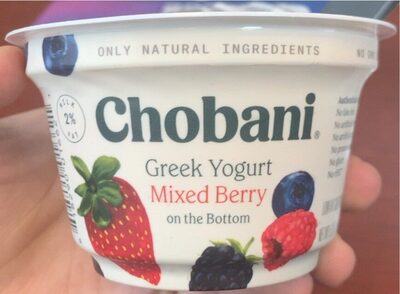 ONLY NATURAL INGREDIENTS
MILK
2%
FAT
Chobani®
Greek Yogurt
Mixed Berry
on the Bottom